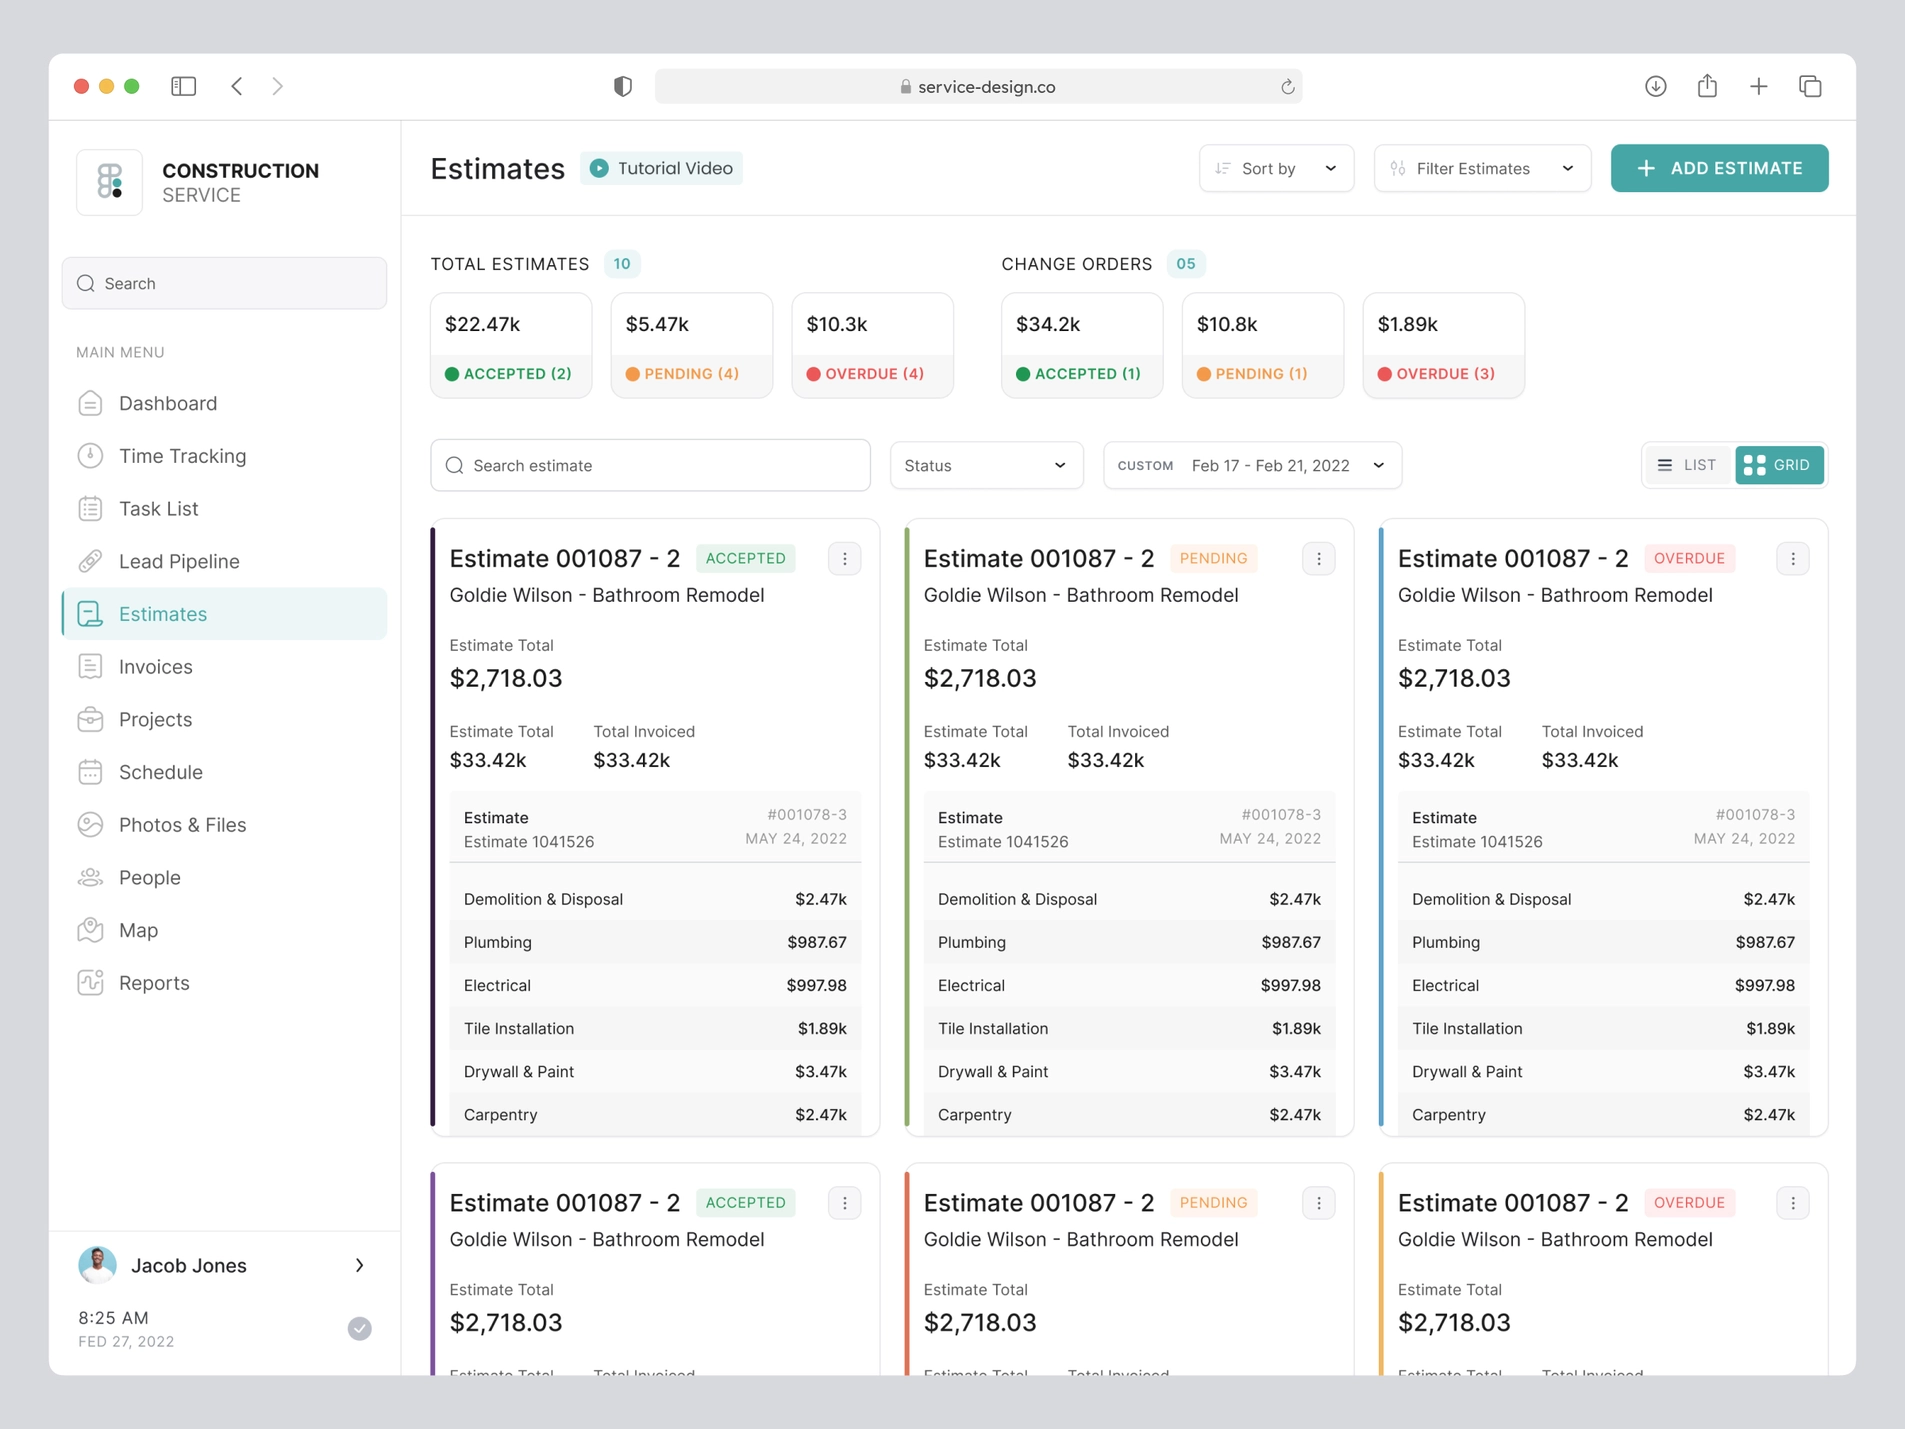 service-design.co
CONSTRUCTION
SERVICE
Search
MAIN MENU
Dashboard
Time Tracking
Task List
Lead Pipeline
Estimates
Invoices
Projects
Schedule
Photos & Files
People
Map
Reports
Jacob Jones
8:25 AM
FED 27, 2022
Estimates
Tutorial Video
Sort by
Filter Estimates
ADD ESTIMATE
TOTAL ESTIMATES 10
$22.47k
ACCEPTED (2)
$5.47k
PENDING (4)
$10.3k
OVERDUE (4)
CHANGE ORDERS 05
$34.2k
ACCEPTED (1)
$10.8k
PENDING (1)
$1.89k
OVERDUE (3)
Search estimate
Status
CUSTOM Feb 17 - Feb 21, 2022
LIST
GRID
Estimate 001087 - 2 ACCEPTED
Goldie Wilson - Bathroom Remodel
Estimate Total
$2,718.03
Estimate Total Total Invoiced
$33.42k $33.42k
Estimate #001078-3
Estimate 1041526 MAY 24, 2022
Demolition & Disposal $2.47k
Plumbing $987.67
Electrical $997.98
Tile Installation $1.89k
Drywall & Paint $3.47k
Carpentry $2.47k
Estimate 001087 - 2 PENDING
Goldie Wilson - Bathroom Remodel
Estimate Total
$2,718.03
Estimate Total Total Invoiced
$33.42k $33.42k
Estimate #001078-3
Estimate 1041526 MAY 24, 2022
Demolition & Disposal $2.47k
Plumbing $987.67
Electrical $997.98
Tile Installation $1.89k
Drywall & Paint $3.47k
Carpentry $2.47k
Estimate 001087 - 2 OVERDUE
Goldie Wilson - Bathroom Remodel
Estimate Total
$2,718.03
Estimate Total Total Invoiced
$33.42k $33.42k
Estimate #001078-3
Estimate 1041526 MAY 24, 2022
Demolition & Disposal $2.47k
Plumbing $987.67
Electrical $997.98
Tile Installation $1.89k
Drywall & Paint $3.47k
Carpentry $2.47k
Estimate 001087 - 2 ACCEPTED
Goldie Wilson - Bathroom Remodel
Estimate Total
$2,718.03
Estimate Total Total Invoiced
Estimate 001087 - 2 PENDING
Goldie Wilson - Bathroom Remodel
Estimate Total
$2,718.03
Estimate Total Total Invoiced
Estimate 001087 - 2 OVERDUE
Goldie Wilson - Bathroom Remodel
Estimate Total
$2,718.03
Estimate Total Total Invoiced